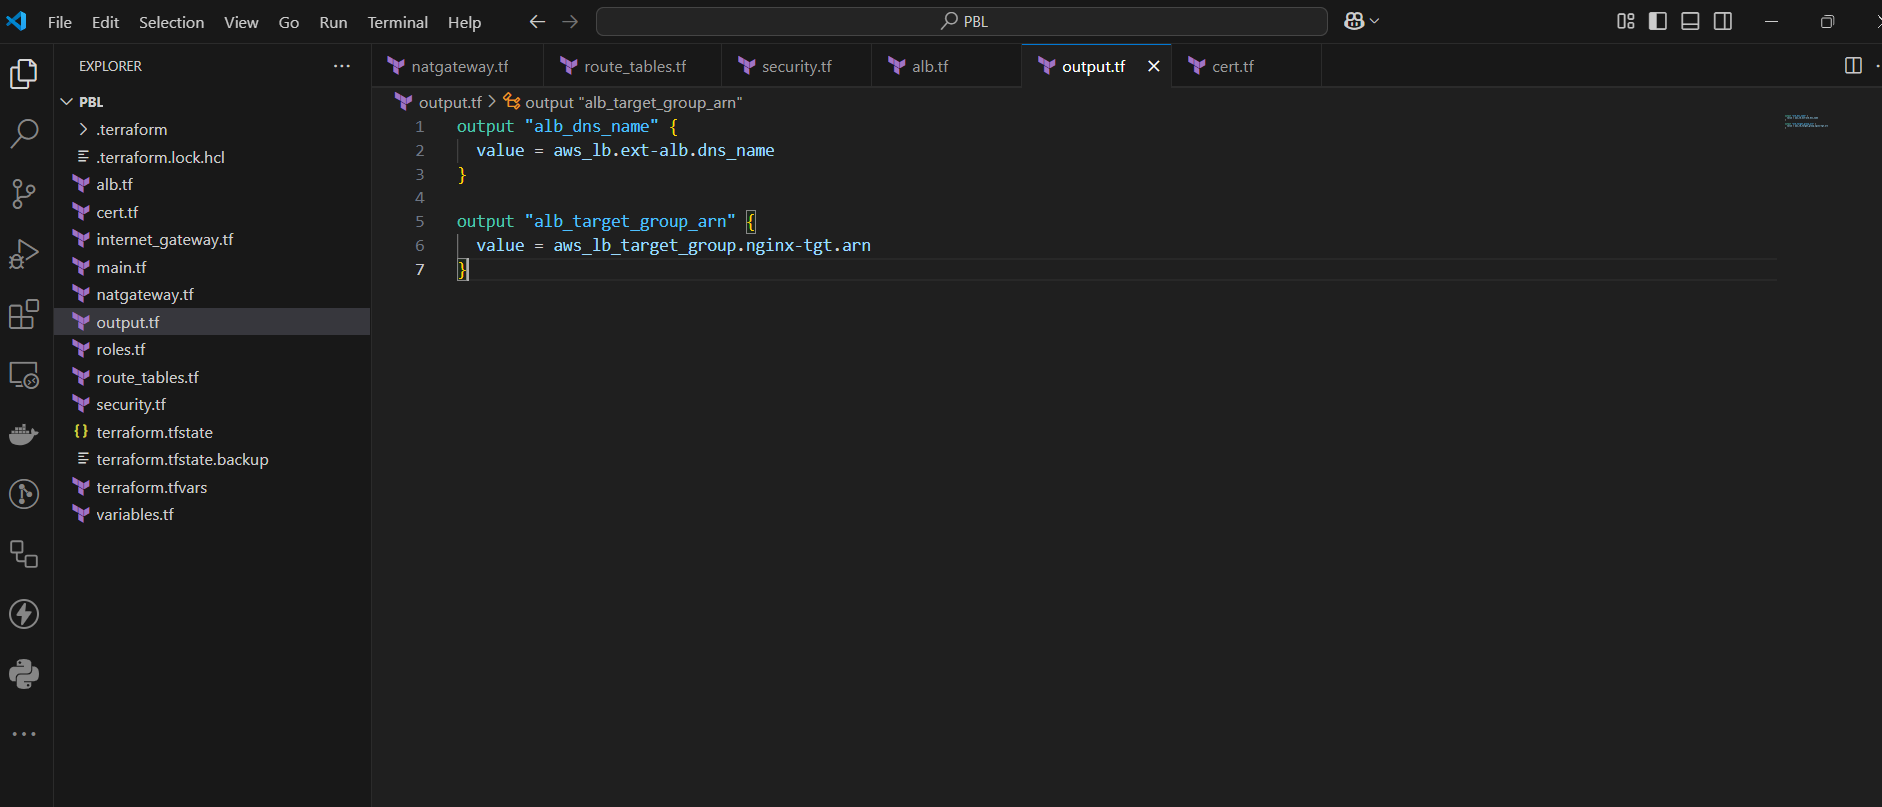 File Edit Selection View Go Run Terminal Help PBL
EXPLORER
PBL
.terraform
.terraform.lock.hcl
alb.tf
cert.tf
internet_gateway.tf
main.tf
natgateway.tf
output.tf
roles.tf
route_tables.tf
security.tf
{} terraform.tfstate
terraform.tfstate.backup
terraform.tfvars
variables.tf
natgateway.tf route_tables.tf security.tf alb.tf output.tf cert.tf
output.tf > output "alb_target_group_arn"
1 output "alb_dns_name" {
2 value = aws_lb.ext-alb.dns_name
3 }
4
5 output "alb_target_group_arn" {
6 value = aws_lb_target_group.nginx-tgt.arn
7 }